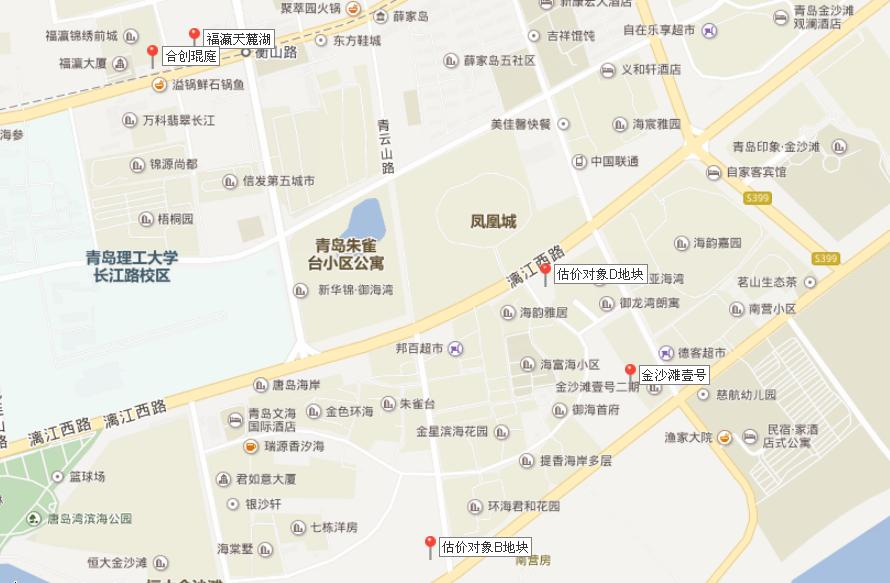 聚萃园火锅
薛家岛
新康宏大酒店
青岛金沙滩
观澜酒店
福瀛锦绣前城
福瀛天麓湖
东方鞋城
吉祥馄饨
自在乐享超市
合创琨庭
衡山路
福瀛大厦
薛家岛五社区
义和轩酒店
溢锅鲜石锅鱼
海参
万科翡翠长江
青云山路
美佳馨快餐
海宸雅园
青岛印象·金沙滩
锦源尚都
中国联通
自家客宾馆
信发第五城市
S399
梧桐园
凤凰城
青岛理工大学
长江路校区
青岛朱雀
台小区公寓
漓江西路
海韵嘉园
S399
估价对象D地块
亚海湾
茗山生态茶
新华锦·御海湾
海韵雅居
御龙湾朗寓
南营小区
邦百超市
德客超市
海富海小区
金沙滩壹号
唐岛海岸
金沙滩壹号二期
慈航幼儿园
漓江西路
漓江西路
青岛文海
国际酒店
金色环海
朱雀台
御海首府
金星滨海花园
渔家大院
民宿·家酒
店式公寓
瑞源香汐海
提香海岸多层
篮球场
君如意大厦
银沙轩
环海君和花园
唐岛湾滨海公园
七栋洋房
估价对象B地块
海棠墅
南营房
恒大金沙滩